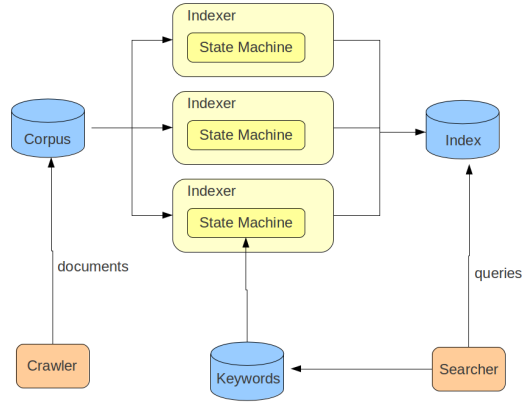 Indexer
State Machine
Indexer
State Machine
Corpus
Index
Indexer
State Machine
documents
queries
Crawler
Keywords
Searcher